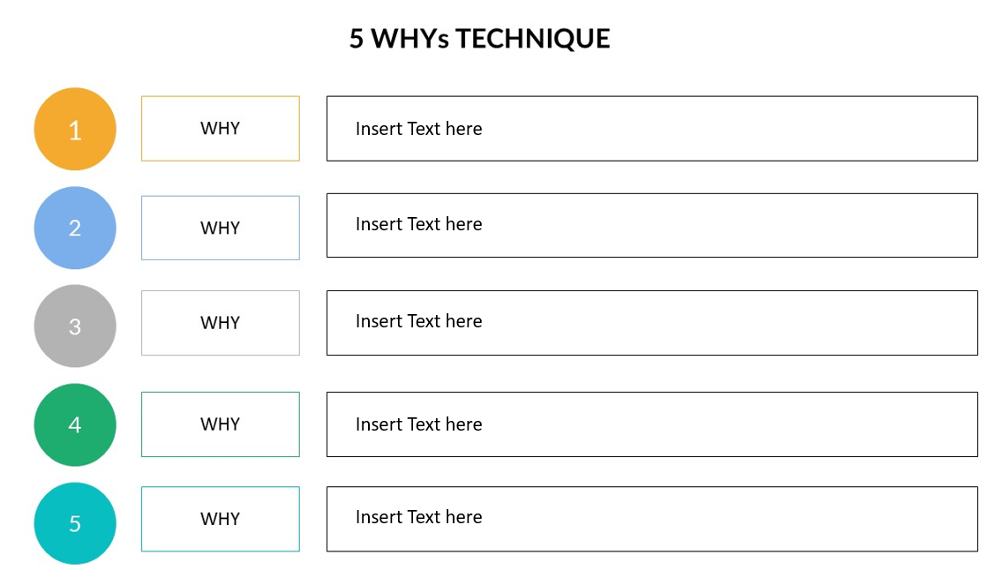 5 WHYs TECHNIQUE
1 WHY Insert Text here
2 WHY Insert Text here
3 WHY Insert Text here
4 WHY Insert Text here
5 WHY Insert Text here